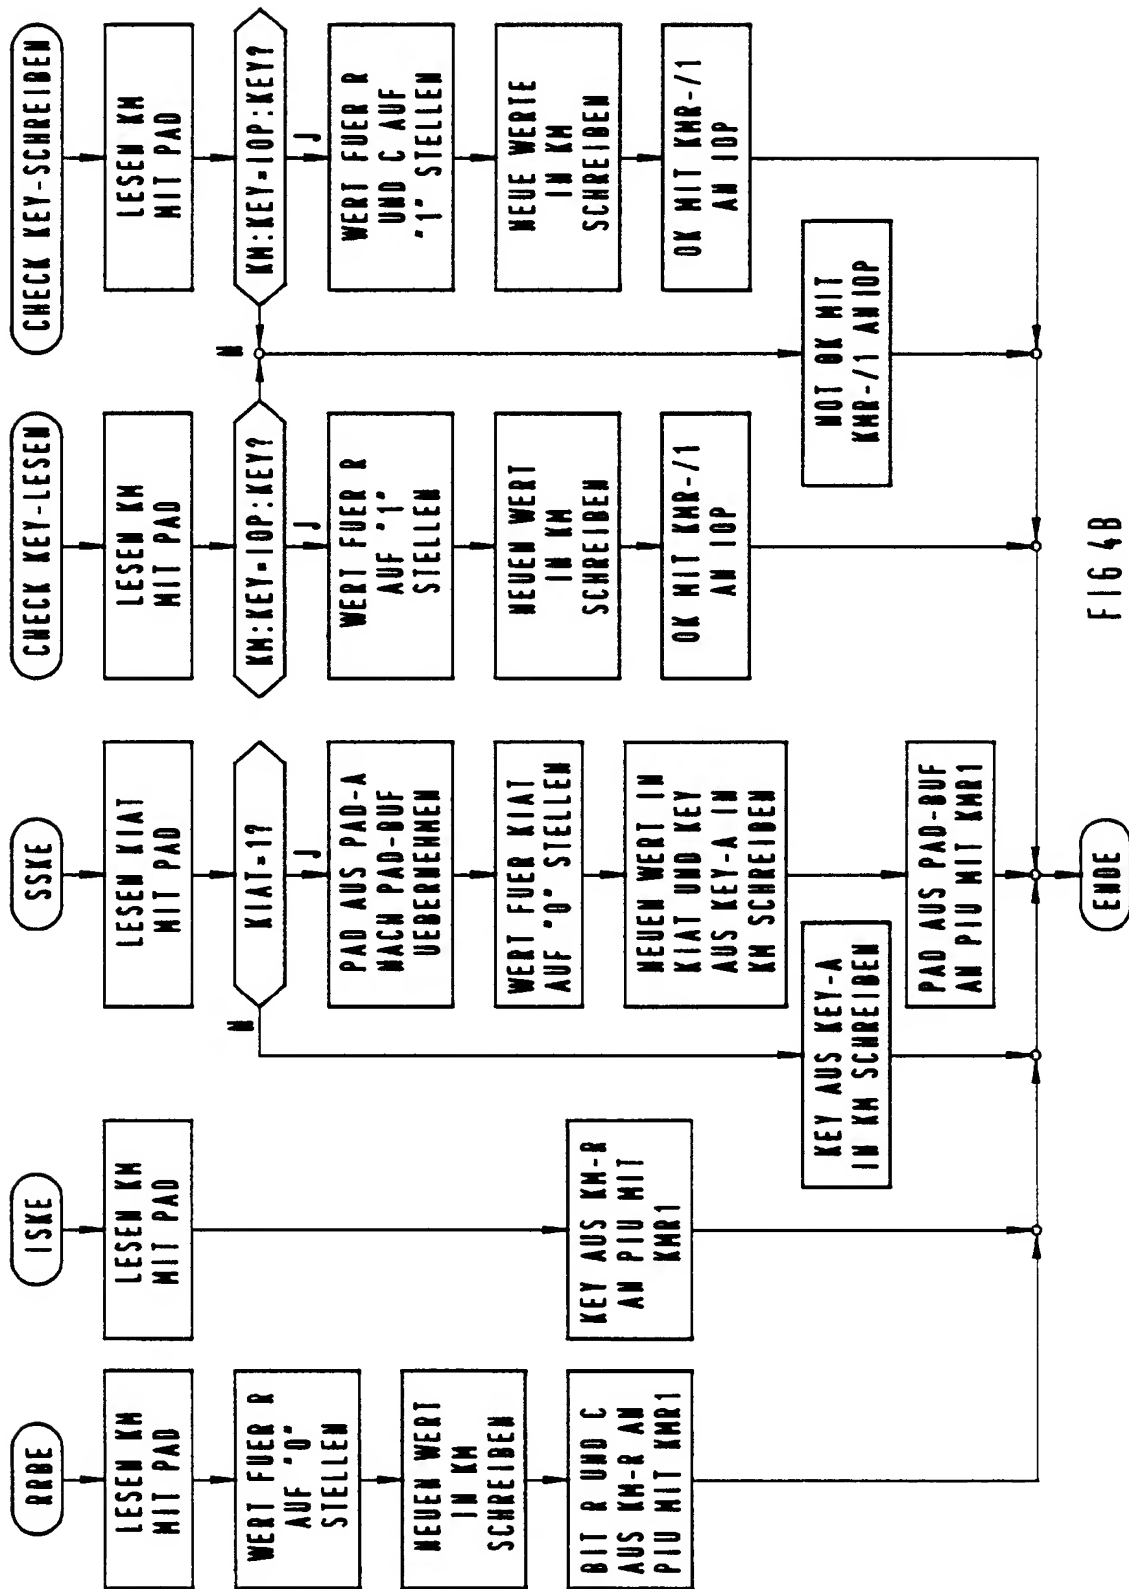 RRBE
LESEN KM
MIT PAD
WERT FUER R
AUF "0"
STELLEN
NEUEN WERT
IN KM
SCHREIBEN
BIT R UND C
AUS KM-R AN
PIU MIT KMR1
ISKE
LESEN KM
MIT PAD
KEY AUS KM-R
AN PIU MIT
KMR1
SSKE
LESEN KIAT
MIT PAD
KIAT=1?
N
J
PAD AUS PAD-A
NACH PAD-BUF
UEBERNEHMEN
WERT FUER KIAT
AUF "0" STELLEN
NEUEN WERT IN
KIAT UND KEY
AUS KEY-A IN
KM SCHREIBEN
KEY AUS KEY-A
IN KM SCHREIBEN
PAD AUS PAD-BUF
AN PIU MIT KMR1
CHECK KEY-LESEN
LESEN KM
MIT PAD
KM:KEY=IOP:KEY?
J
WERT FUER R
AUF "1"
STELLEN
NEUEN WERT
IN KM
SCHREIBEN
OK MIT KMR-/1
AN IOP
N
NOT OK MIT
KMR-/1 AN IOP
CHECK KEY-SCHREIBEN
LESEN KM
MIT PAD
KM:KEY=IOP:KEY?
J
WERT FUER R
UND C AUF
"1" STELLEN
NEUE WERTE
IN KM
SCHREIBEN
OK MIT KMR-/1
AN IOP
ENDE
FIG 4B